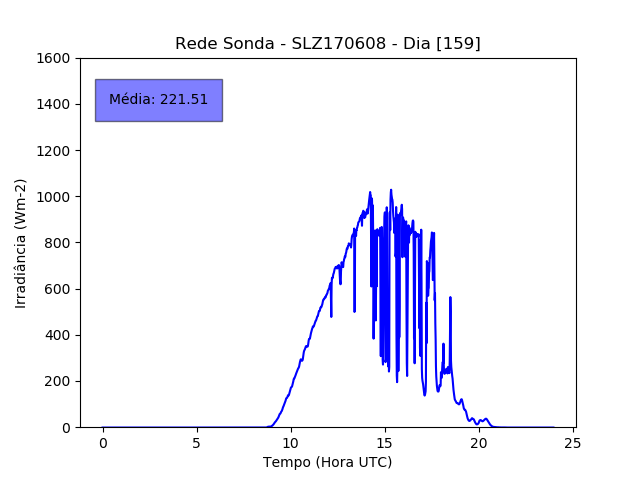 Rede Sonda - SLZ170608 - Dia [159]
1600
1400
1200
1000
800
600
400
200
0
Média: 221.51
Irradiância (Wm-2)
0 5 10 15 20 25
Tempo (Hora UTC)